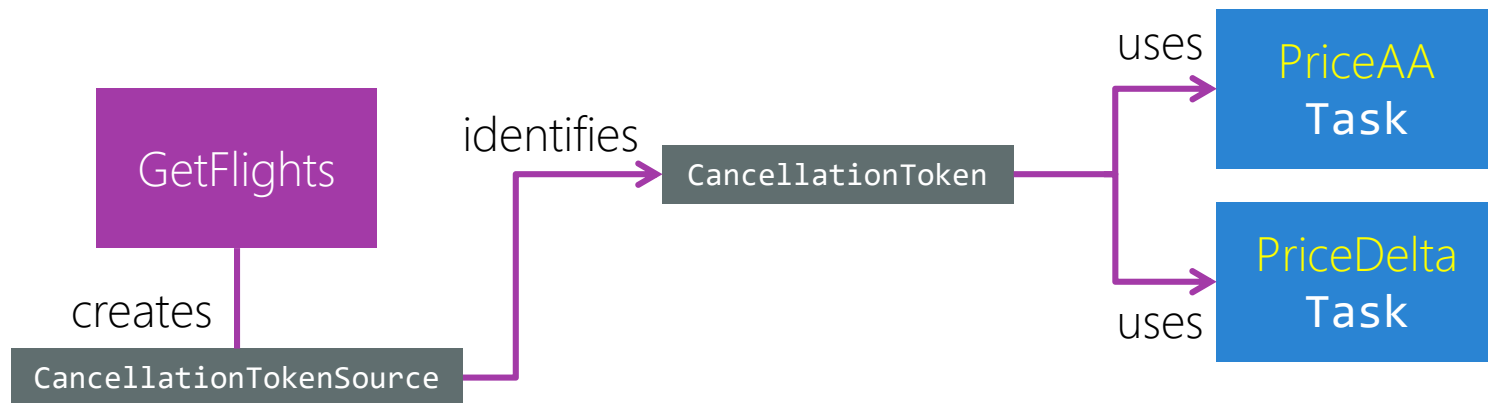 GetFlights
creates
CancellationTokenSource
identifies
CancellationToken
uses
PriceAA
Task
uses
PriceDelta
Task